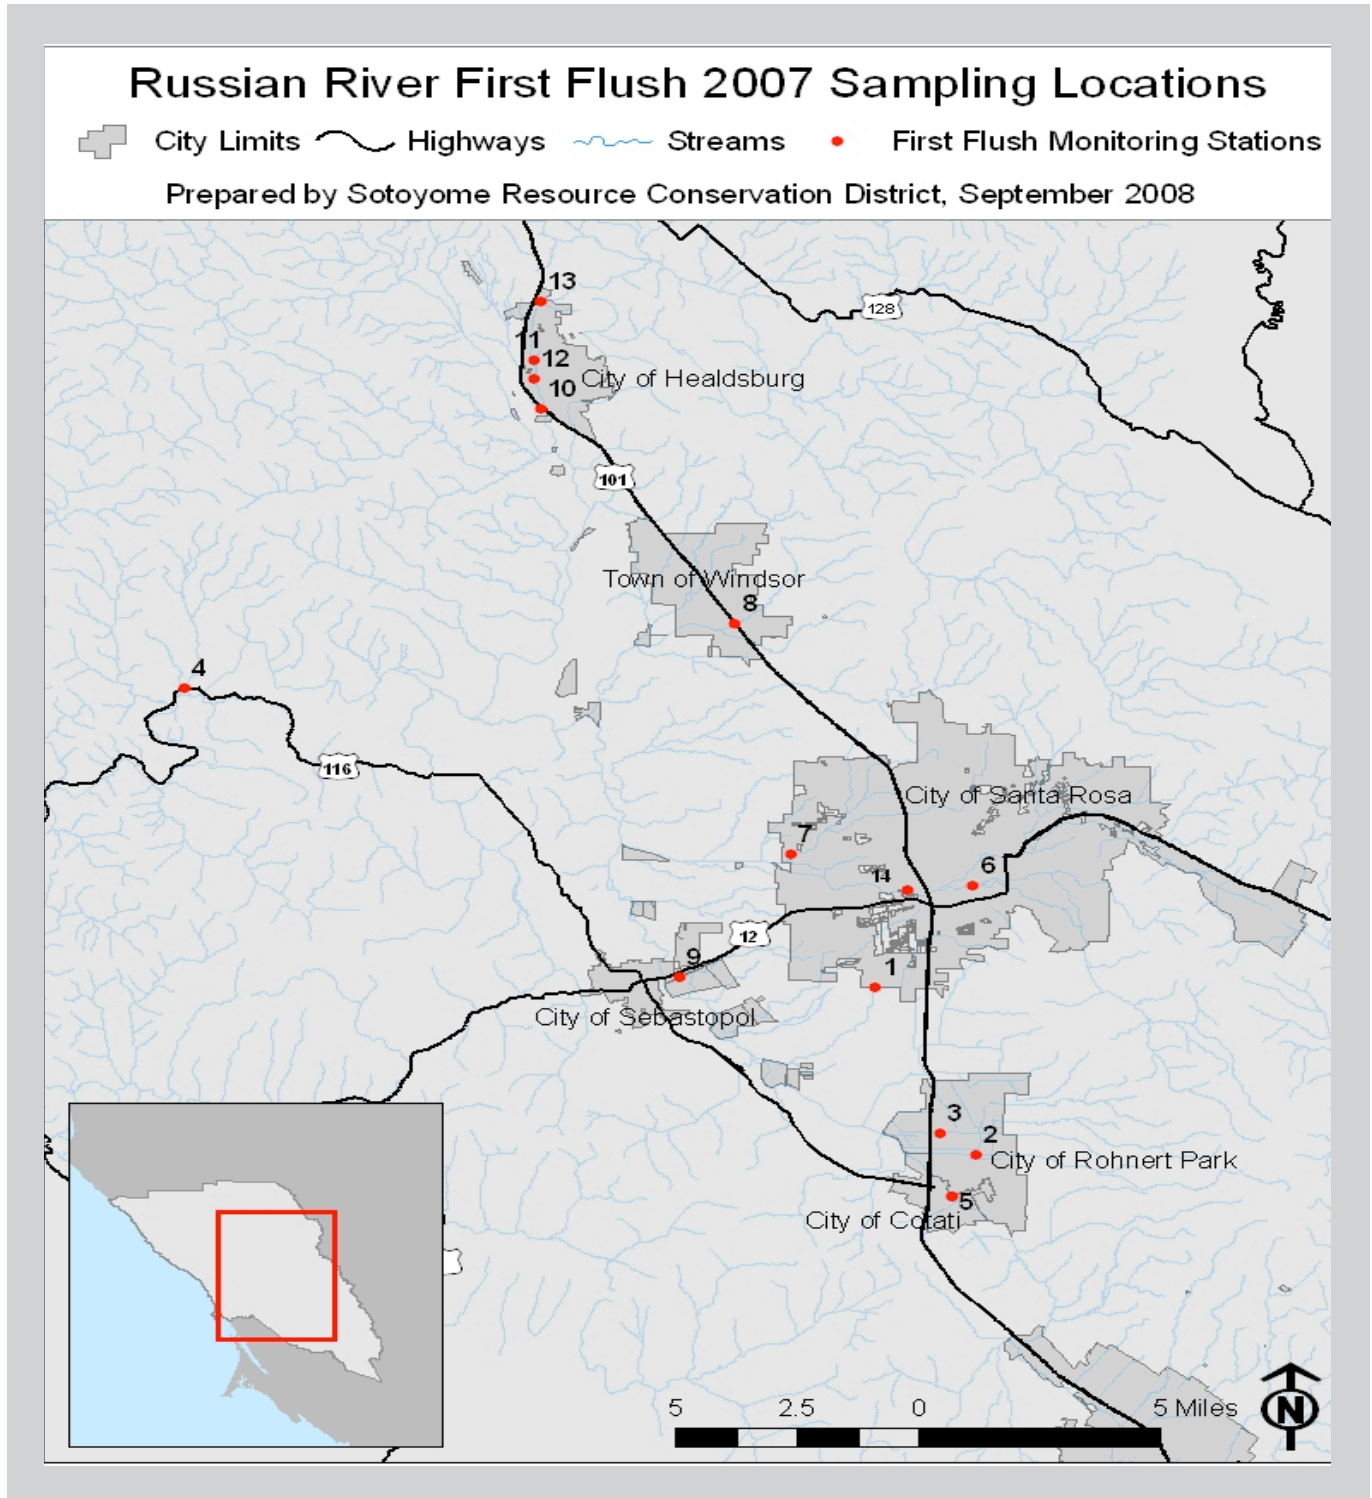 Russian River First Flush 2007 Sampling Locations
City Limits Highways Streams First Flush Monitoring Stations
Prepared by Sotoyome Resource Conservation District, September 2008
13
128
11
12
10
City of Healdsburg
101
Town of Windsor
8
4
116
City of Santa Rosa
7
14
6
12
9
1
City of Sebastopol
3
2
City of Rohnert Park
5
City of Cotati
5 2.5 0 5 Miles
N